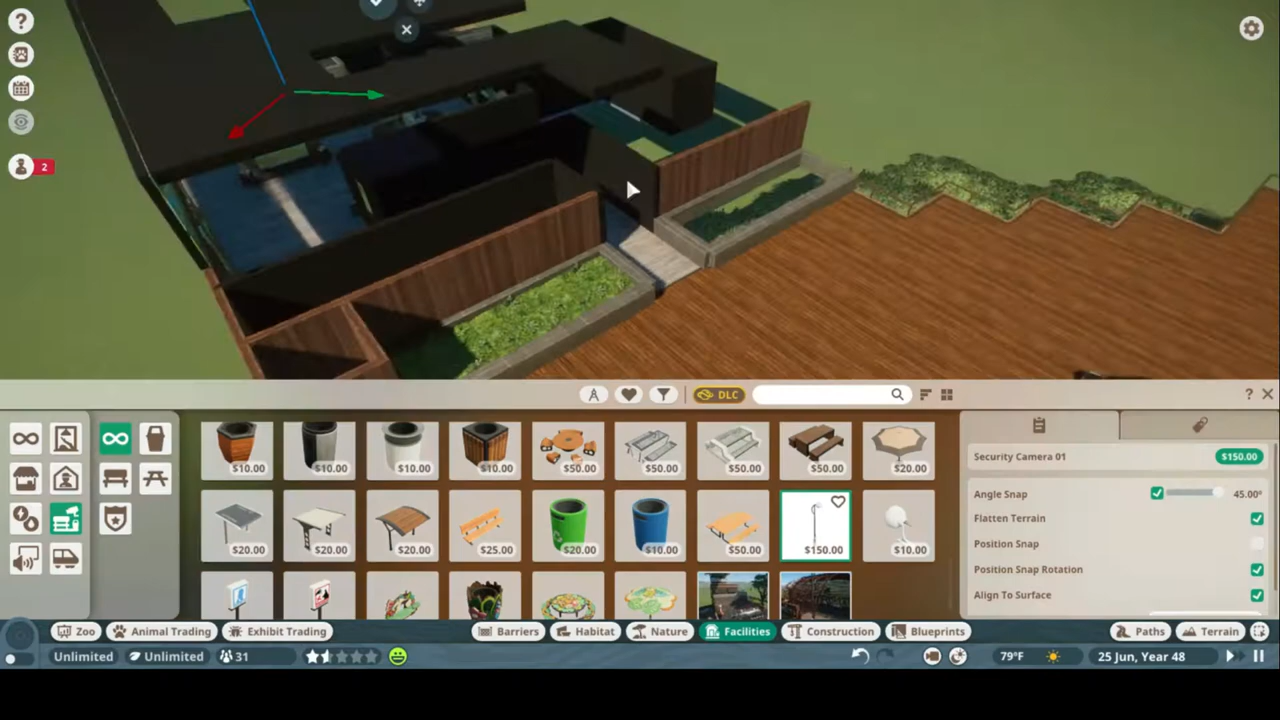 ?
2
DLC
? ×
$10.00 $10.00 $10.00 $10.00 $50.00 $50.00 $50.00 $50.00 $20.00
$20.00 $20.00 $20.00 $25.00 $20.00 $10.00 $50.00 $150.00 $10.00
Security Camera 01 $150.00
Angle Snap 45.00°
Flatten Terrain
Position Snap
Position Snap Rotation
Align To Surface
Zoo Animal Trading Exhibit Trading Barriers Habitat Nature Facilities Construction Blueprints Paths Terrain
Unlimited Unlimited 31 79°F 25 Jun, Year 48